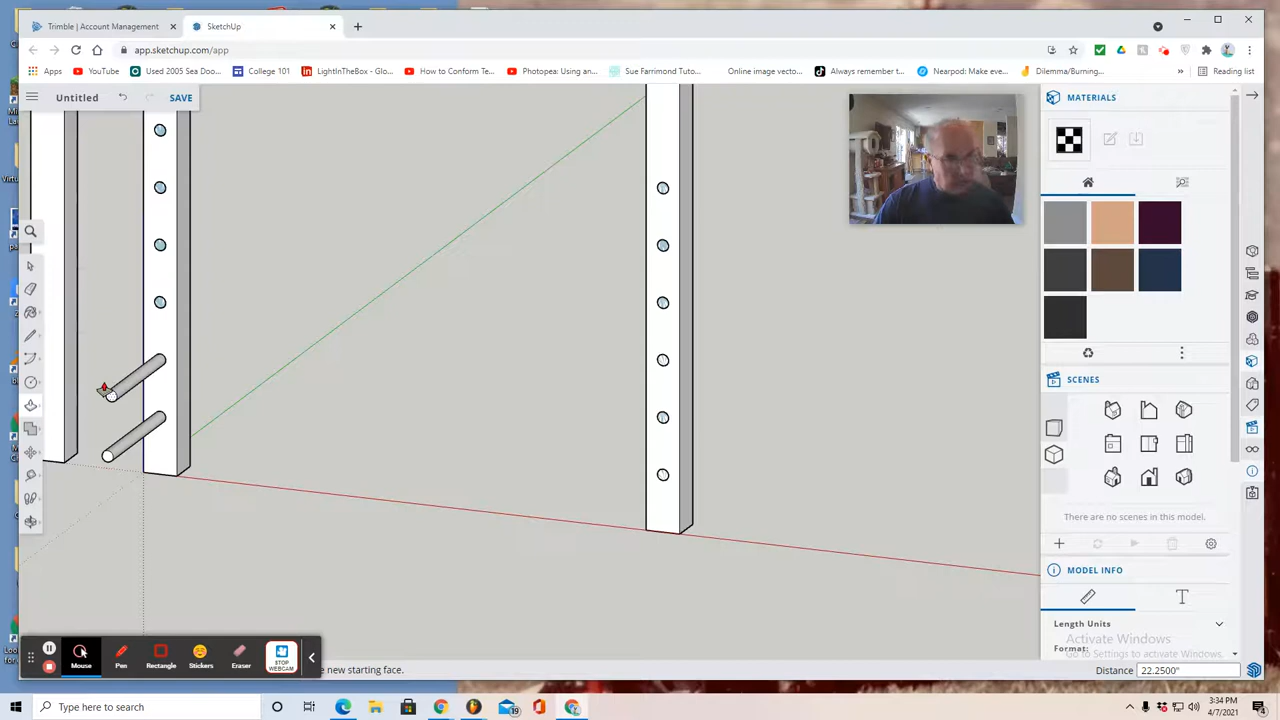 Trimble | Account Management
SketchUp
app.sketchup.com/app
Apps
YouTube
Used 2005 Sea Doo...
College 101
LightInTheBox - Glo...
How to Conform Te...
Photopea: Using an...
Sue Farrimond Tuto...
Online image vecto...
Always remember t...
Nearpod: Make eve...
Dilemma/Burning...
»
Reading list
Untitled
SAVE
MATERIALS
SCENES
There are no scenes in this model.
MODEL INFO
Length Units
Format:
Activate Windows
Go to Settings to activate Windows.
Mouse
Pen
Rectangle
Stickers
Eraser
STOP
WEBCAM
e new starting face.
Distance
22.2500"
Type here to search
19
3:34 PM
4/7/2021
4